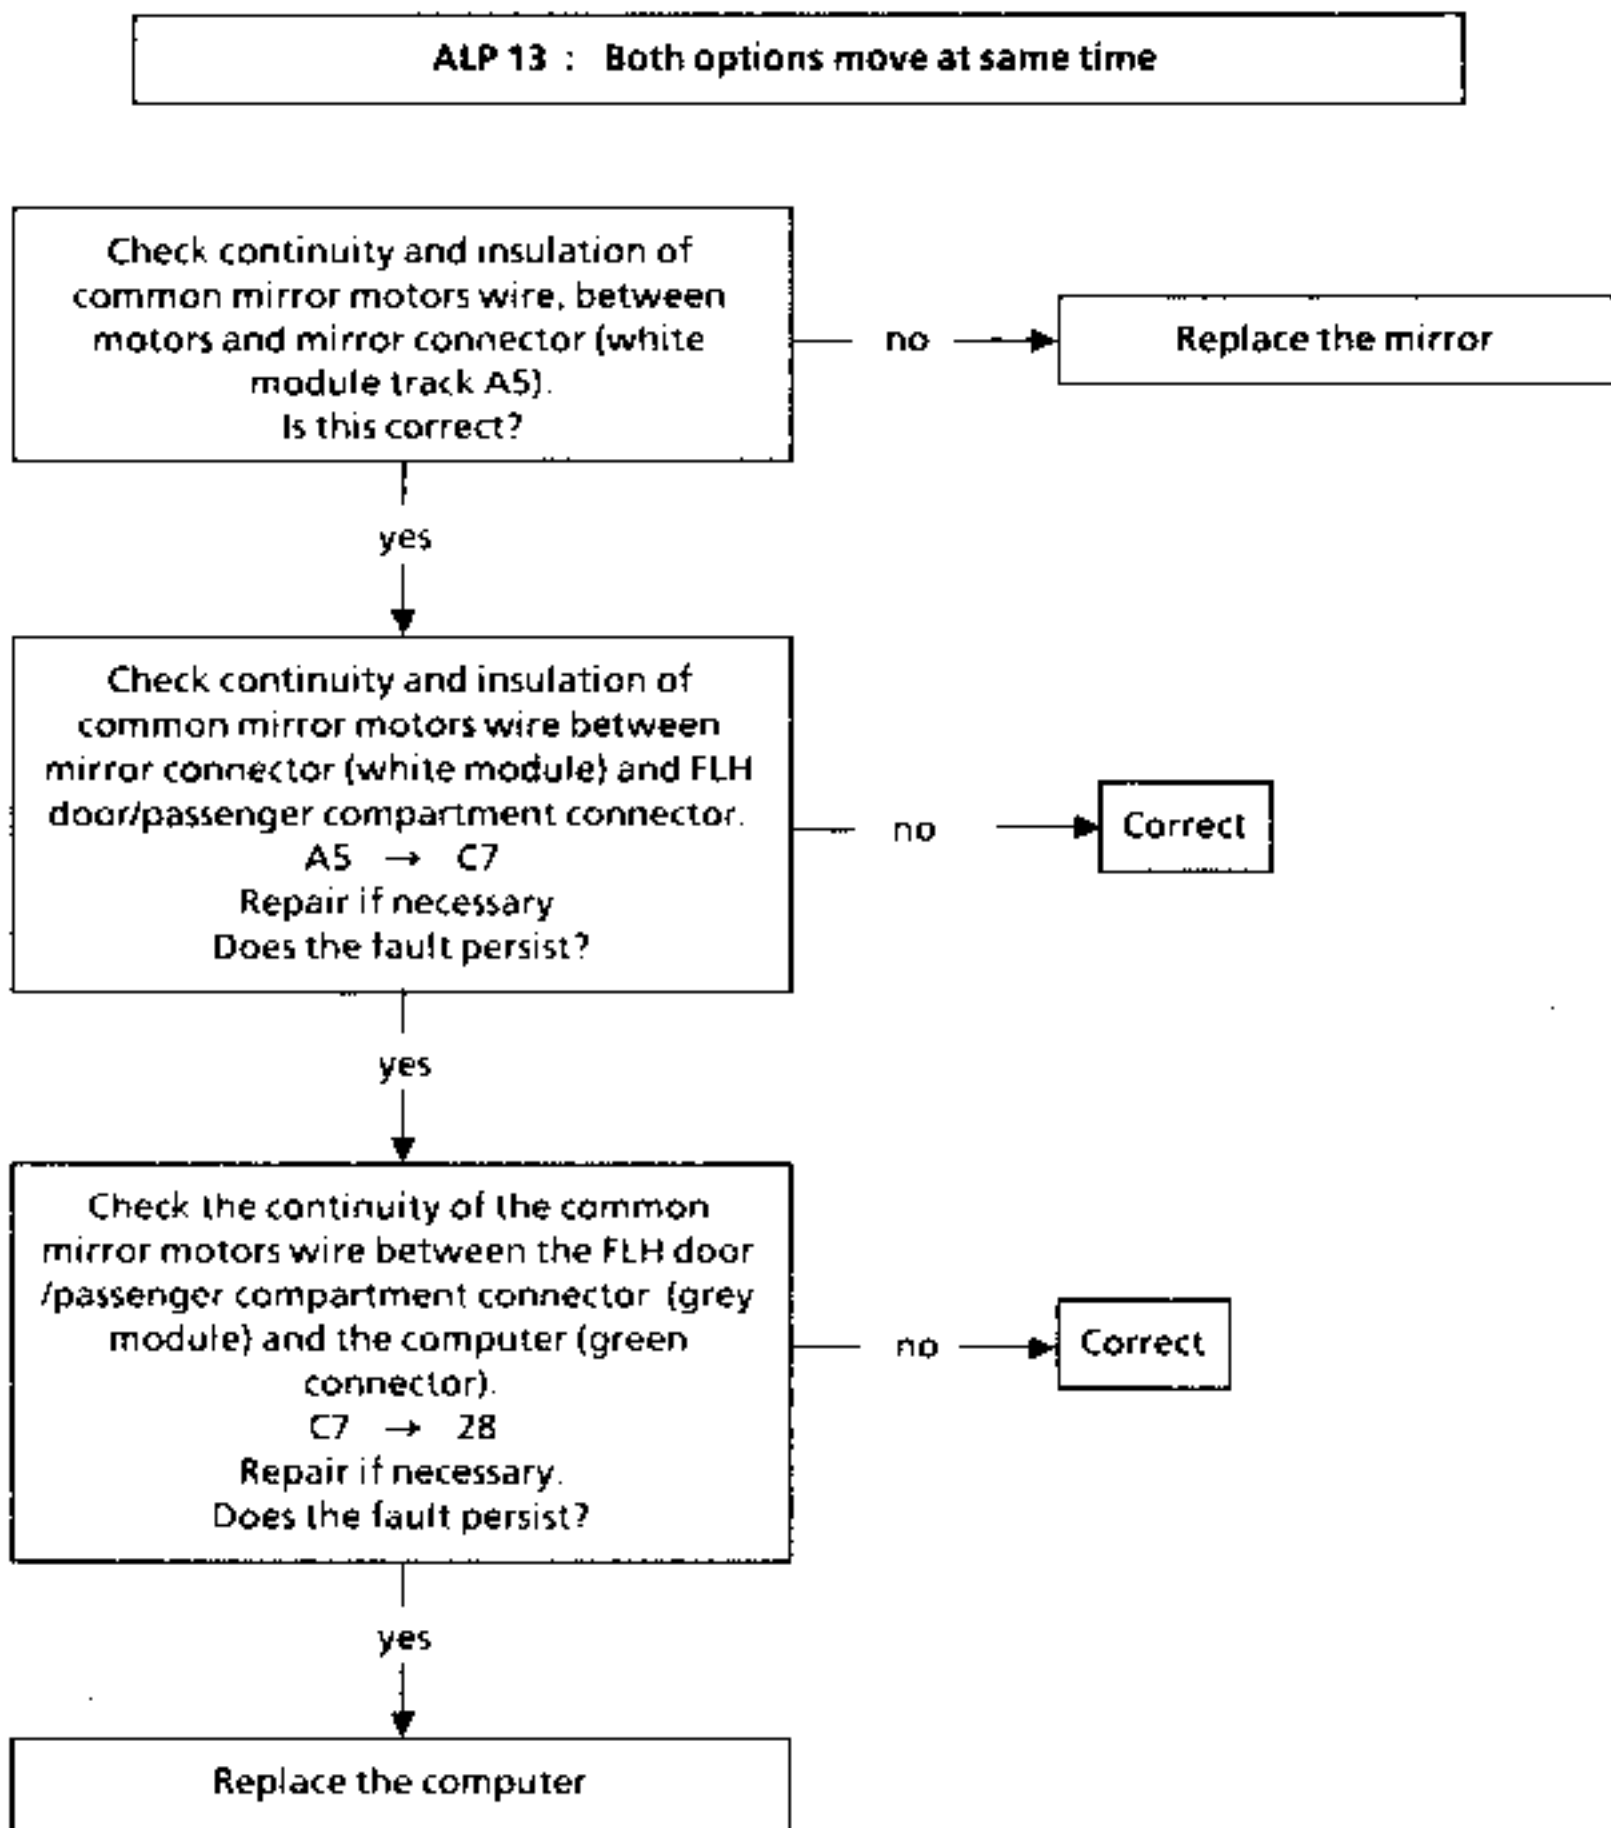 ALP 13 : Both options move at same time
Check continuity and insulation of
common mirror motors wire, between
motors and mirror connector (white
module track A5).
Is this correct?
no
Replace the mirror
yes
Check continuity and insulation of
common mirror motors wire between
mirror connector (white module) and FLH
door/passenger compartment connector.
A5 → C7
Repair if necessary
Does the fault persist?
no
Correct
yes
Check the continuity of the common
mirror motors wire between the FLH door
/passenger compartment connector (grey
module) and the computer (green
connector).
C7 → 28
Repair if necessary.
Does the fault persist?
no
Correct
yes
Replace the computer